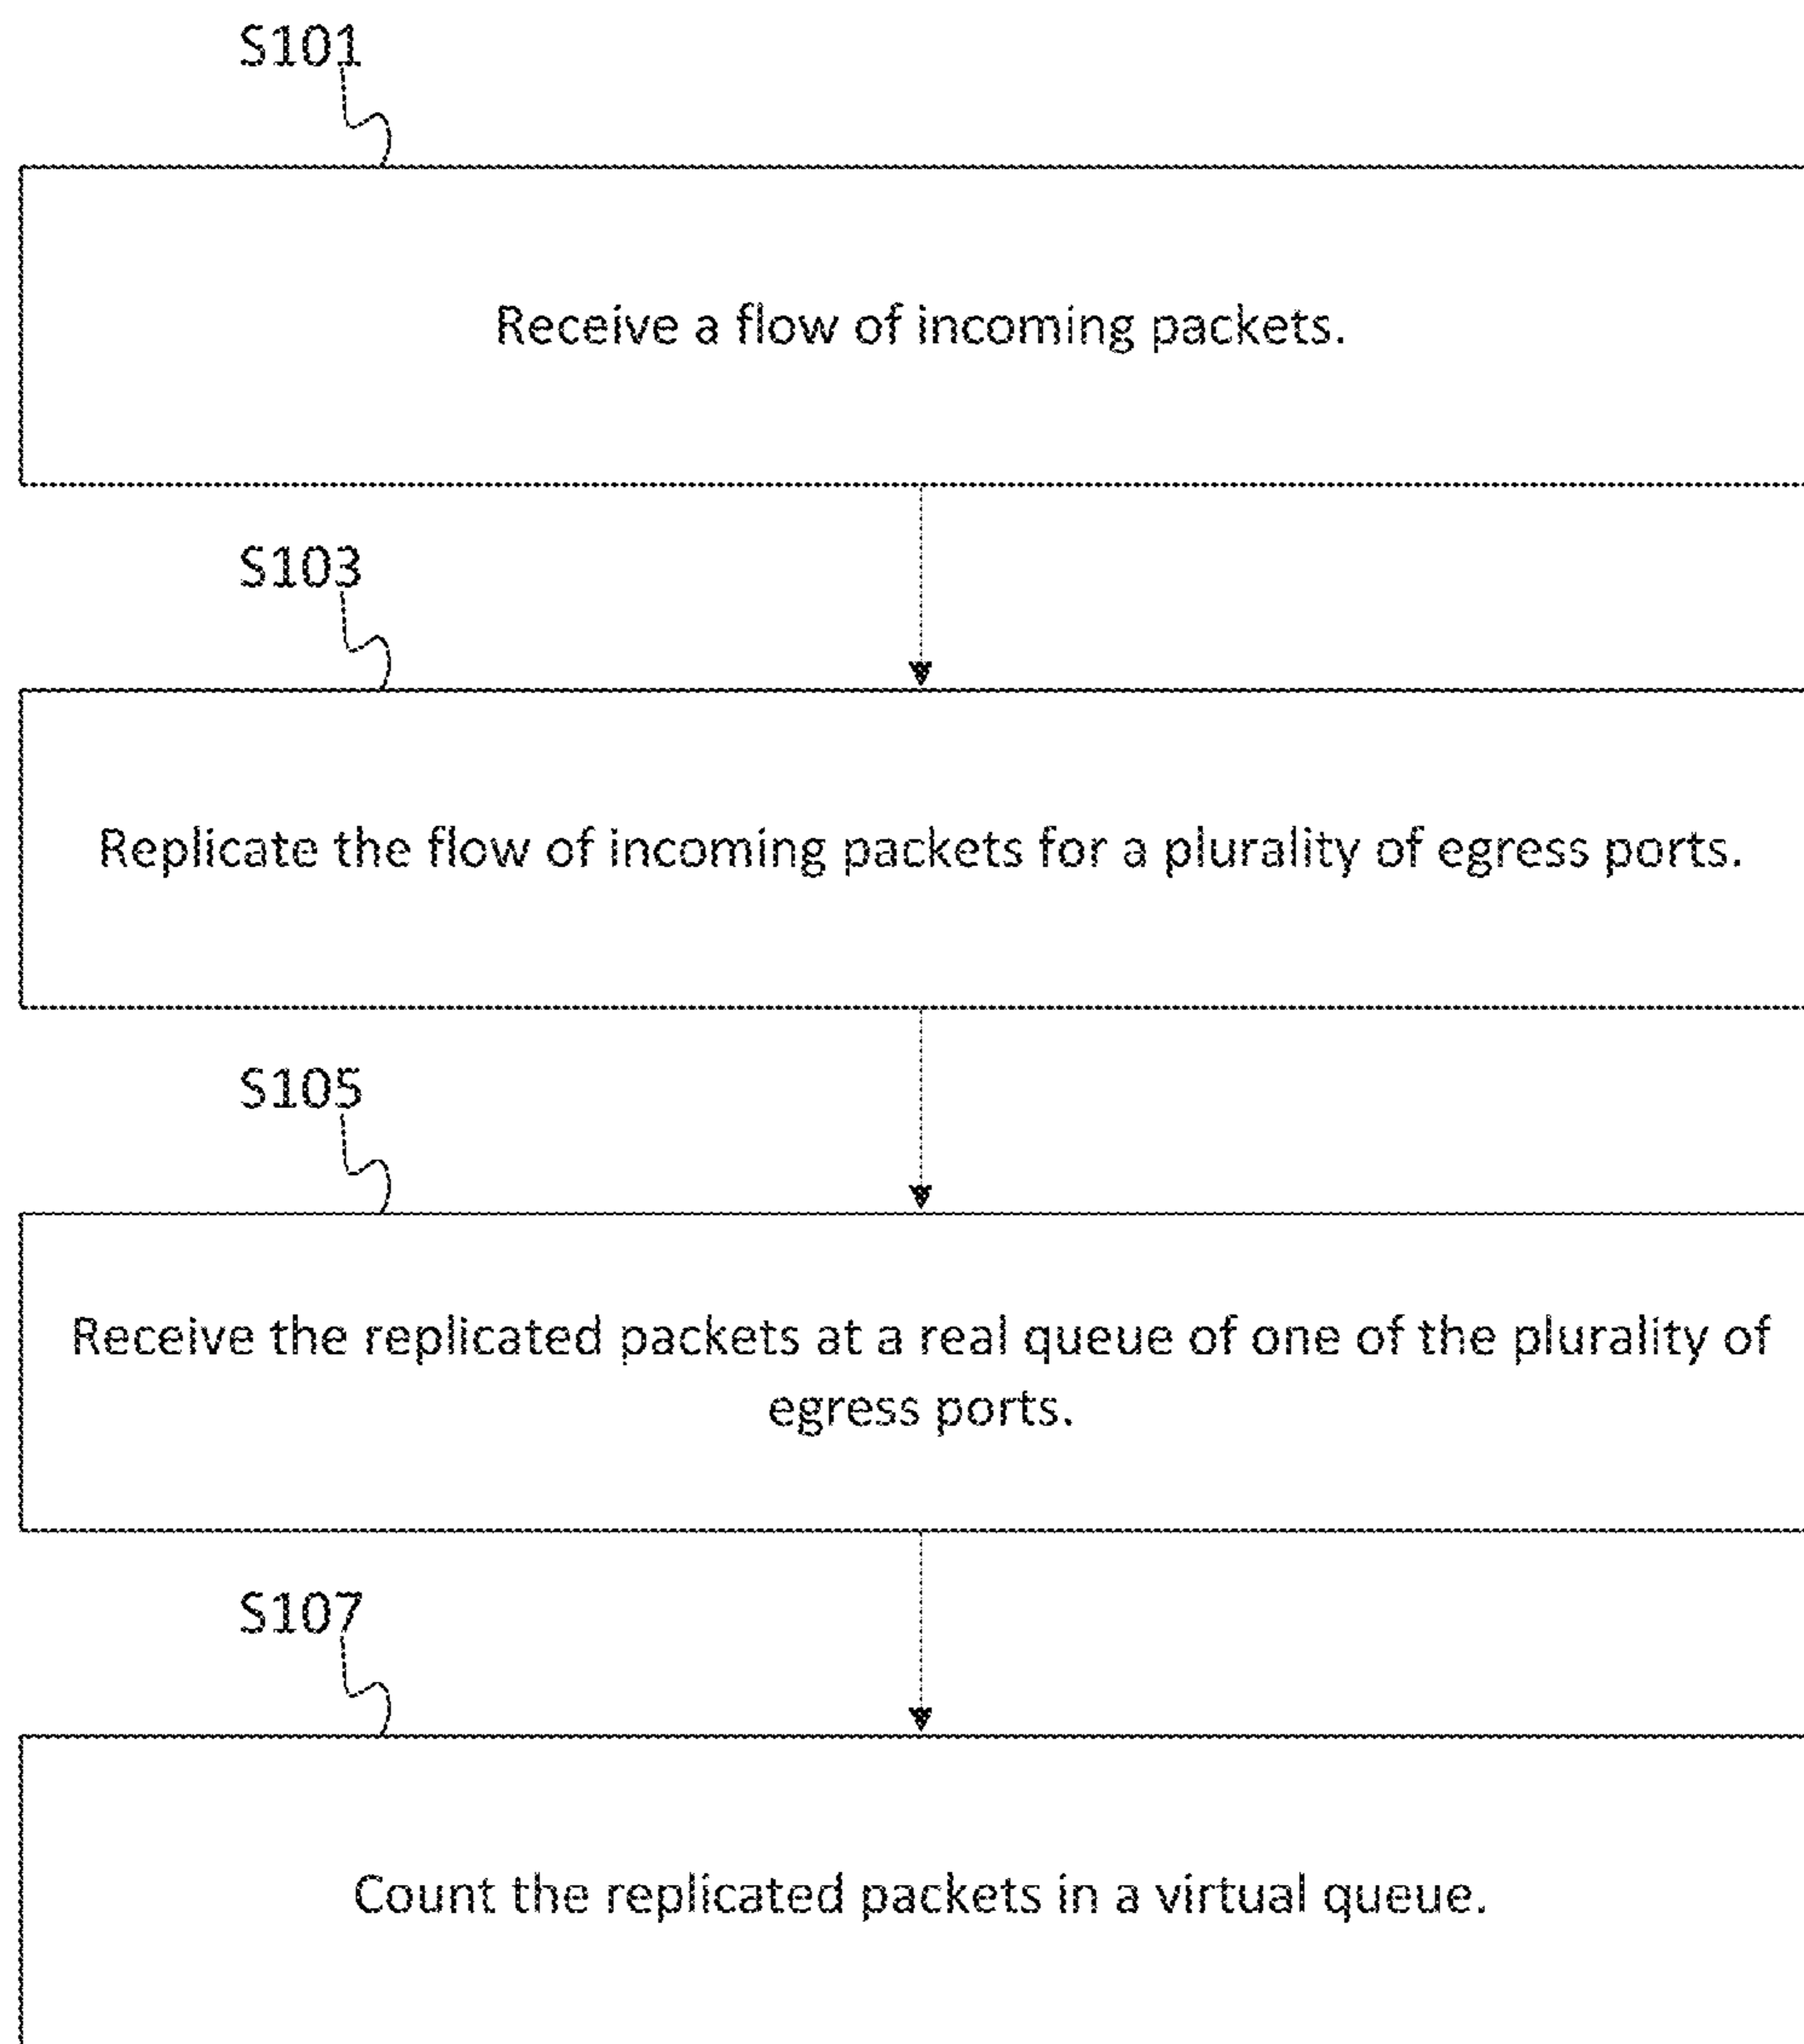 S101
Receive a flow of incoming packets.
S103
Replicate the flow of incoming packets for a plurality of egress ports.
S105
Receive the replicated packets at a real queue of one of the plurality of
egress ports.
S107
Count the replicated packets in a virtual queue.